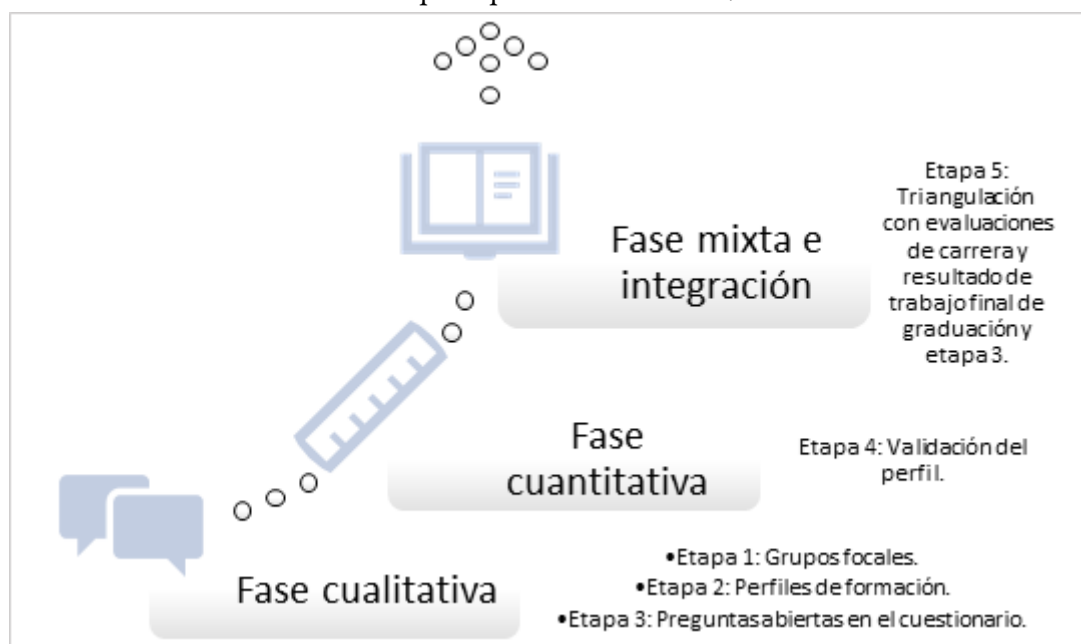 Etapa 5:
Triangulación
con evaluaciones
de carrera y
resultado de
trabajo final de
graduación y
etapa 3.
Fase mixta e
integración
Fase
cuantitativa
Etapa 4: Validación del
perfil.
Fase cualitativa
•Etapa 1: Grupos focales.
•Etapa 2: Perfiles de formación.
•Etapa 3: Preguntas abiertas en el cuestionario.